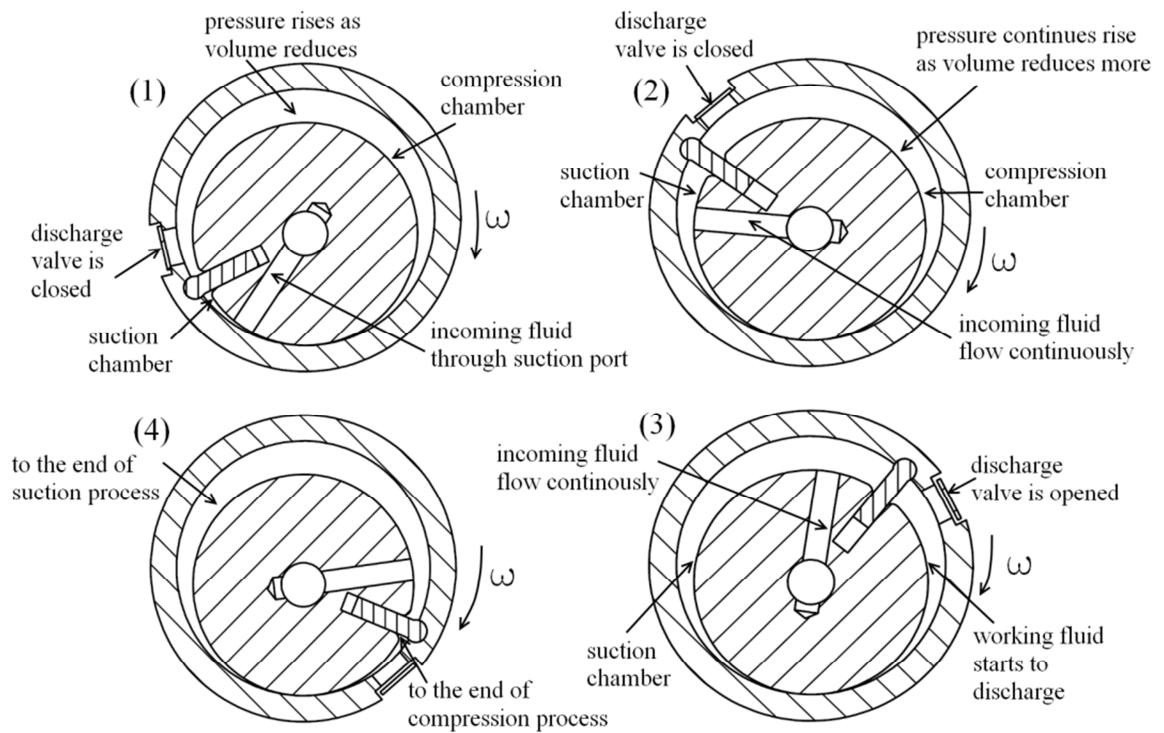 (1)
pressure rises as
volume reduces
compression
chamber
ω
discharge
valve is
closed
suction
chamber
incoming fluid
through suction port
(2)
discharge
valve is closed
pressure continues rise
as volume reduces more
suction
chamber
compression
chamber
ω
incoming fluid
flow continuously
(4)
to the end of
suction process
ω
to the end of
compression process
(3)
incoming fluid
flow continously
discharge
valve is opened
ω
suction
chamber
working fluid
starts to
discharge